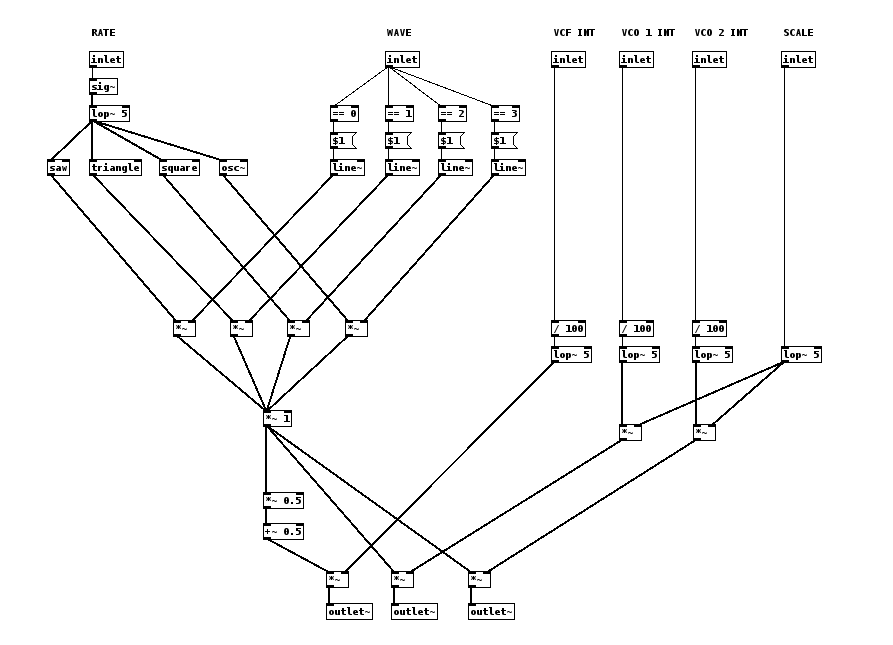 RATE WAVE VCF INT VCO 1 INT VCO 2 INT SCALE
inlet inlet inlet inlet inlet inlet
sig~
lop~ 5 == 0 == 1 == 2 == 3
$1 $1 $1 $1
saw triangle square osc~ line~ line~ line~ line~
*~ *~ *~ *~ / 100 / 100 / 100
lop~ 5 lop~ 5 lop~ 5 lop~ 5
*~ 1
*~ *~
*~ 0.5
+~ 0.5
*~ *~ *~
outlet~ outlet~ outlet~